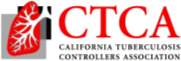 CTCA
CALIFORNIA TUBERCULOSIS
CONTROLLERS ASSOCIATION